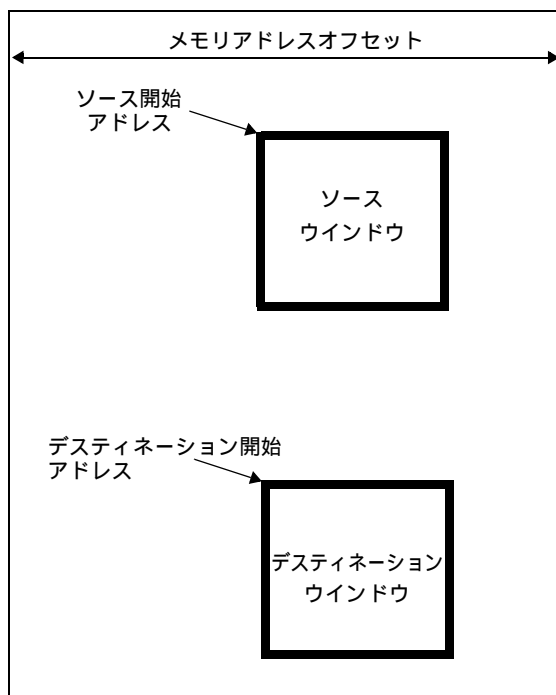 メモリアドレスオフセット
ソース開始
アドレス
ソース
ウインドウ
デスティネーション開始
アドレス
デスティネーション
ウインドウ